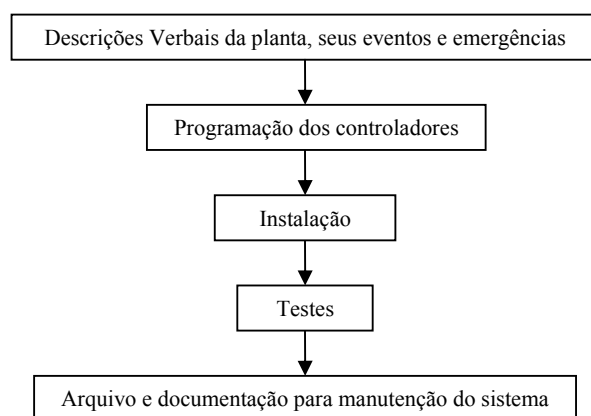 Descrições Verbais da planta, seus eventos e emergências
Programação dos controladores
Instalação
Testes
Arquivo e documentação para manutenção do sistema